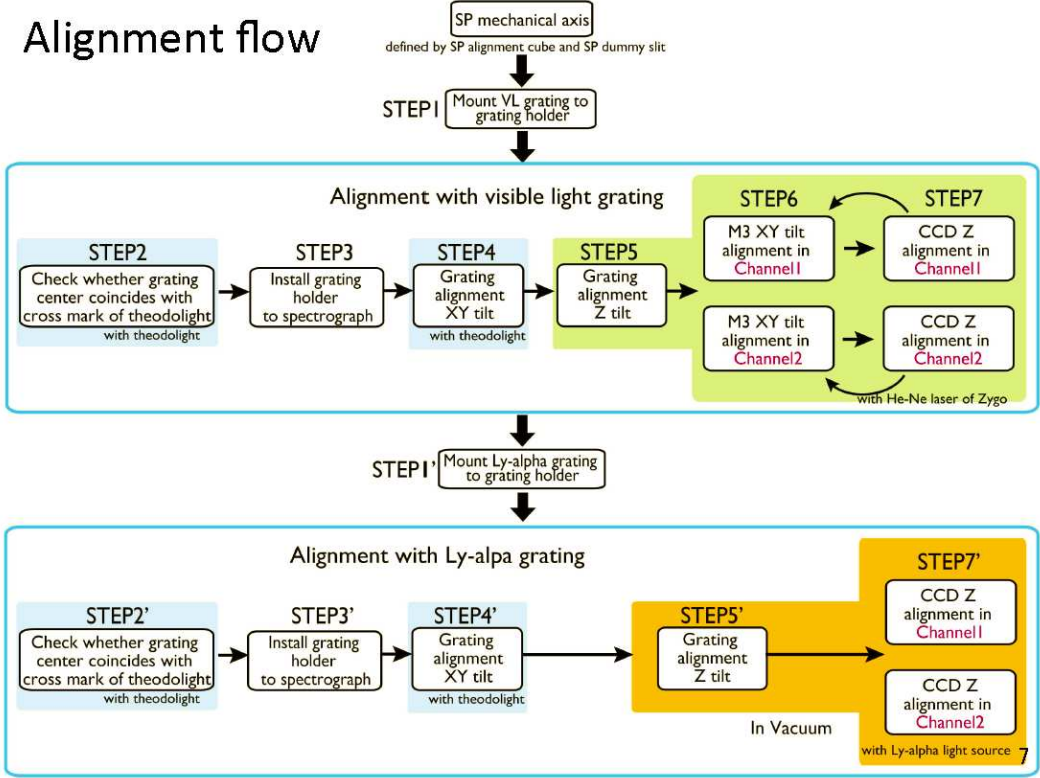 Alignment flow
SP mechanical axis
defined by SP alignment cube and SP dummy slit
STEP1
Mount VL grating to
grating holder
Alignment with visible light grating
STEP2
Check whether grating
center coincides with
cross mark of theodolight
with theodolight
STEP3
Install grating
holder
to spectrograph
STEP4
Grating
alignment
XY tilt
with theodolight
STEP5
Grating
alignment
Z tilt
STEP6
M3 XY tilt
alignment in
Channel1
STEP7
CCD Z
alignment in
Channel1
M3 XY tilt
alignment in
Channel2
CCD Z
alignment in
Channel2
with He-Ne laser of Zygo
STEP1'
Mount Ly-alpha grating
to grating holder
Alignment with Ly-alpa grating
STEP2'
Check whether grating
center coincides with
cross mark of theodolight
with theodolight
STEP3'
Install grating
holder
to spectrograph
STEP4'
Grating
alignment
XY tilt
with theodolight
STEP5'
Grating
alignment
Z tilt
In Vacuum
STEP7'
CCD Z
alignment in
Channel1
CCD Z
alignment in
Channel2
with Ly-alpha light source
7